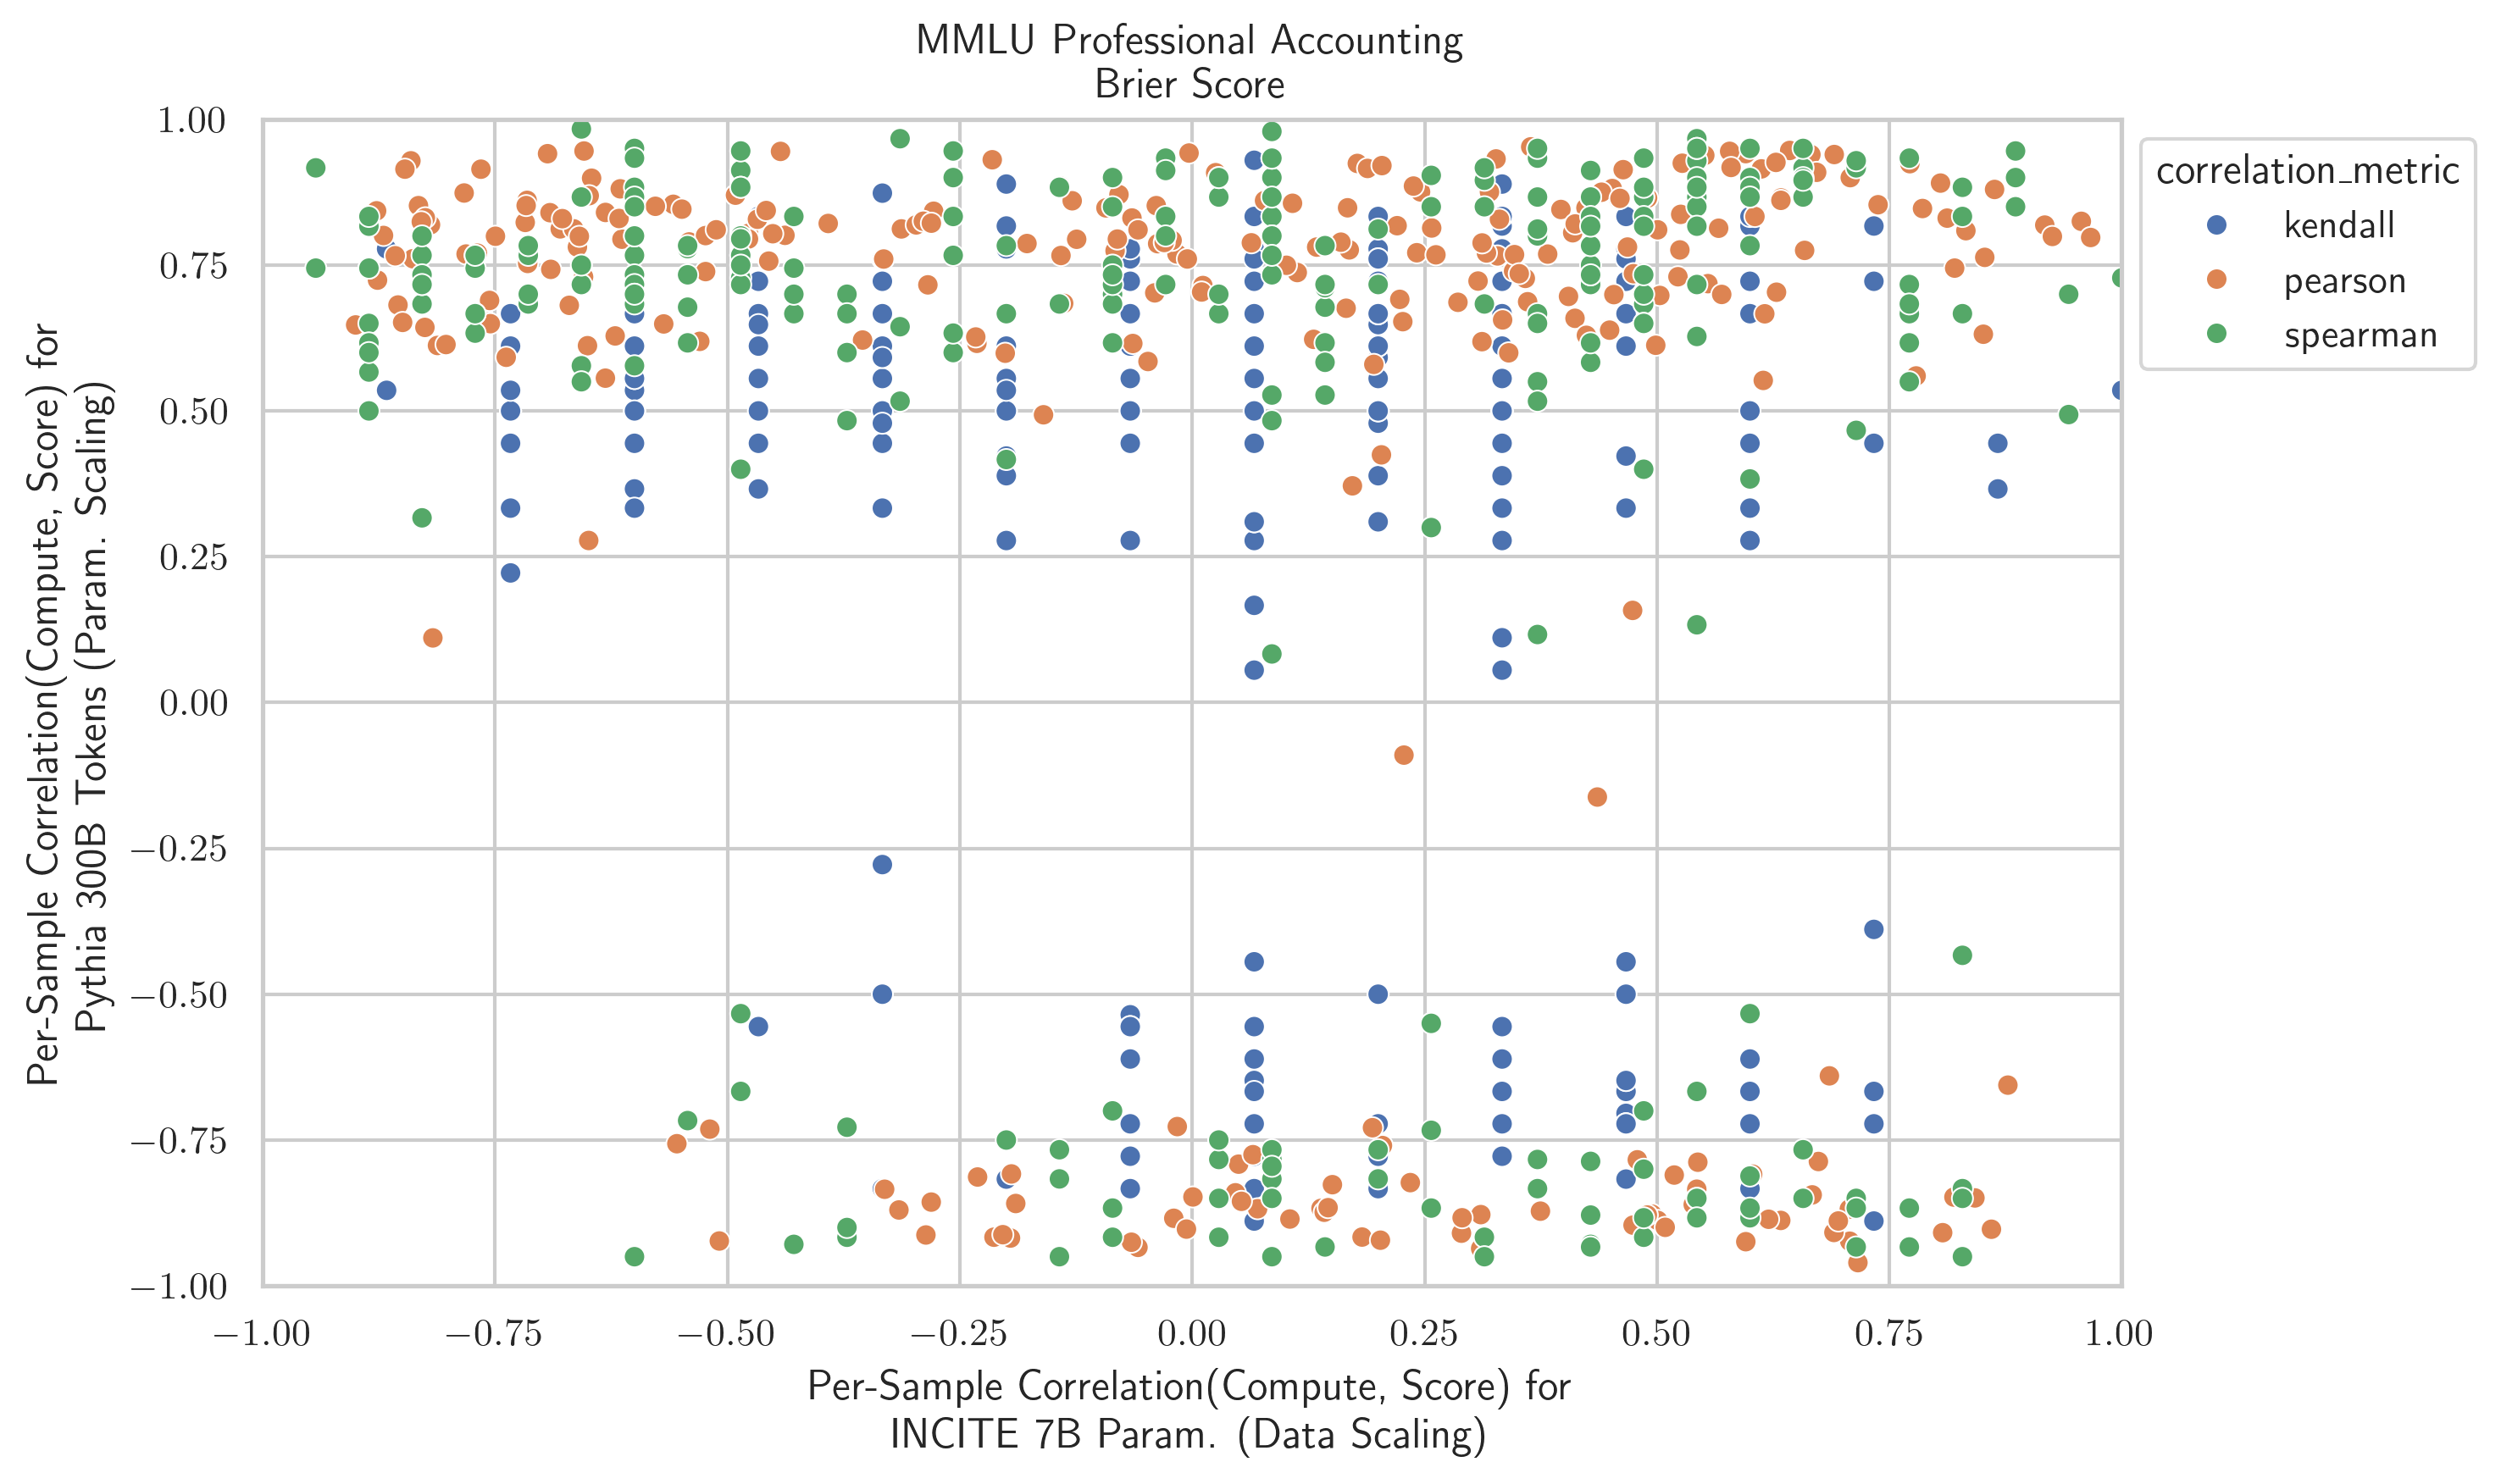 MMLU Professional Accounting
Brier Score
Per-Sample Correlation(Compute, Score) for
Pythia 300B Tokens (Param. Scaling)
1.00
0.75
0.50
0.25
0.00
−0.25
−0.50
−0.75
−1.00
−1.00 −0.75 −0.50 −0.25 0.00 0.25 0.50 0.75 1.00
Per-Sample Correlation(Compute, Score) for
INCITE 7B Param. (Data Scaling)
correlation_metric
kendall
pearson
spearman